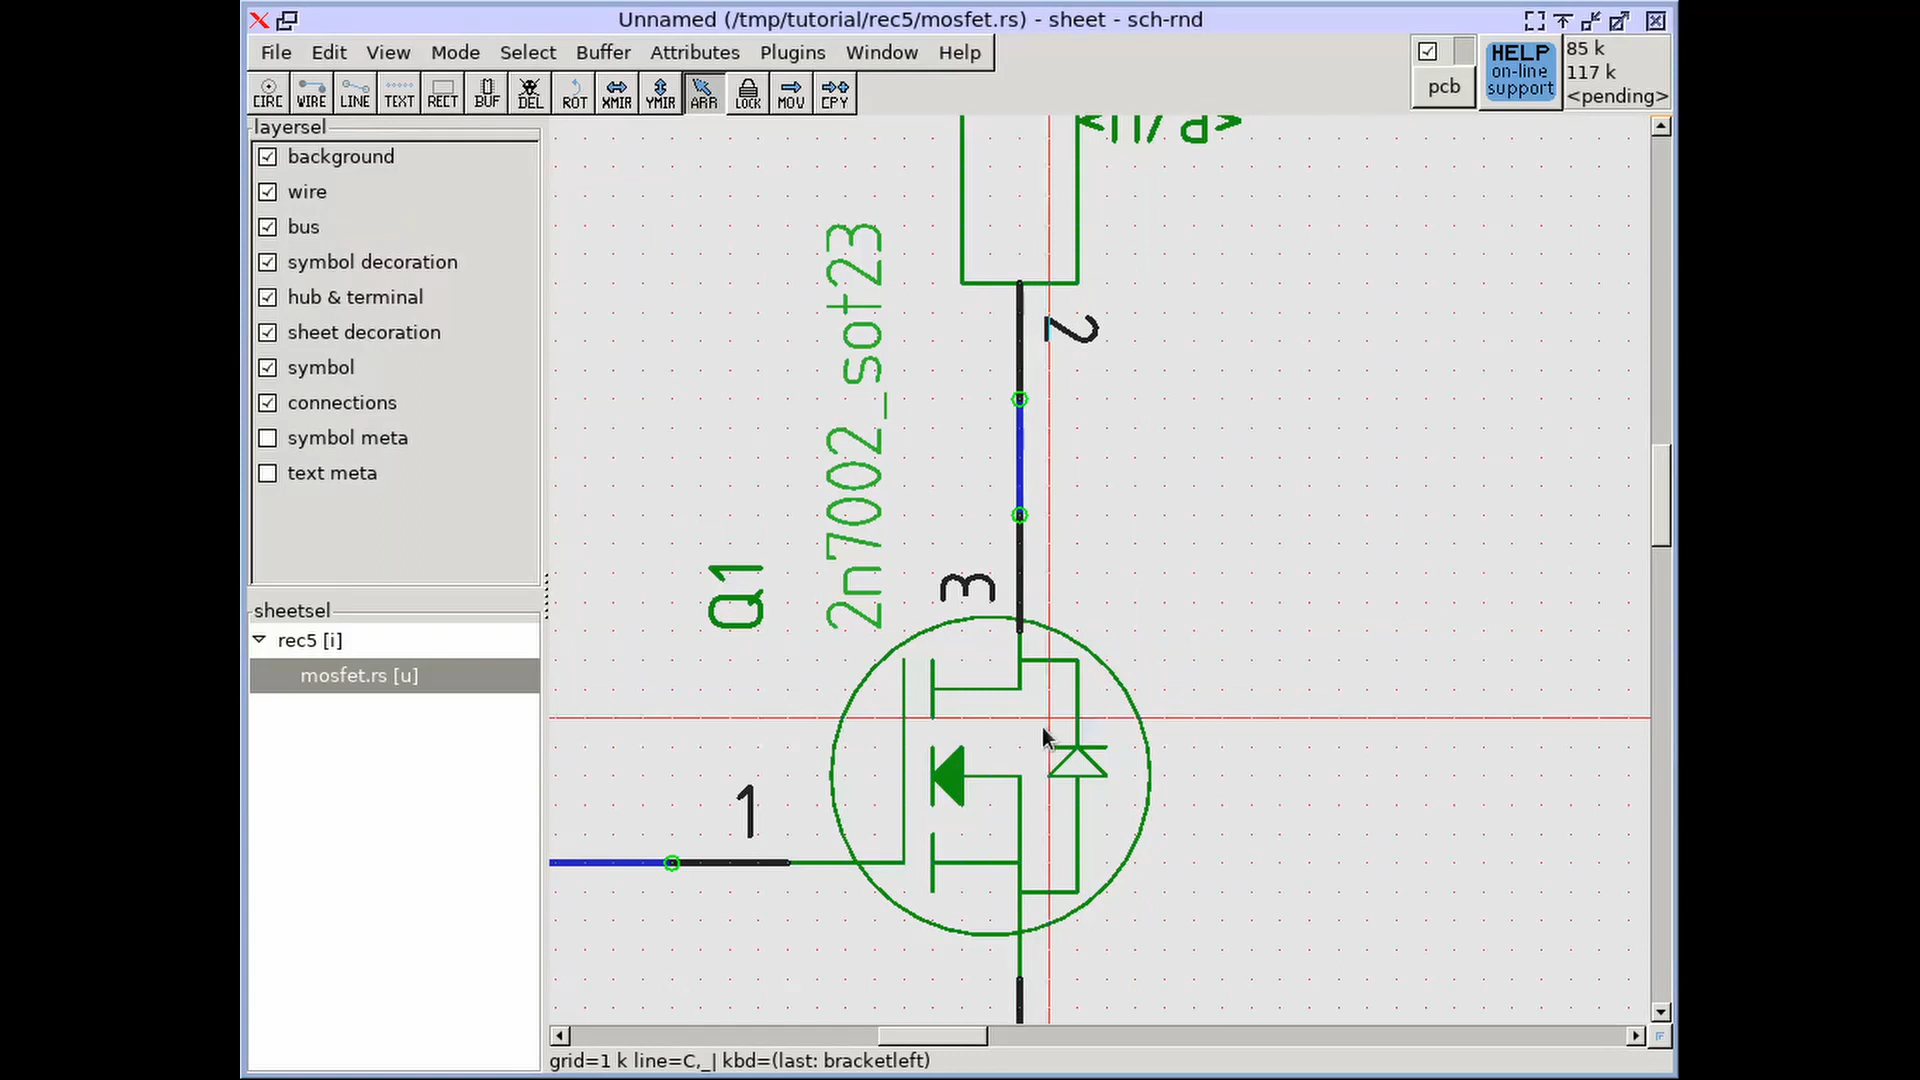 Unnamed (/tmp/tutorial/rec5/mosfet.rs) - sheet - sch-rnd
File Edit View Mode Select Buffer Attributes Plugins Window Help
CIRC WIRE LINE TEXT RECT BUF DEL ROT XMIR YMIR ARR LOCK MOV CPY
pcb
HELP
on-line
support
85 k
117 k
<pending>
layersel
background
wire
bus
symbol decoration
hub & terminal
sheet decoration
symbol
connections
symbol meta
text meta
sheetsel
rec5 [i]
mosfet.rs [u]
2
2n7002_sot23
Q1
3
1
grid=1 k line=C,_| kbd=(last: bracketleft)